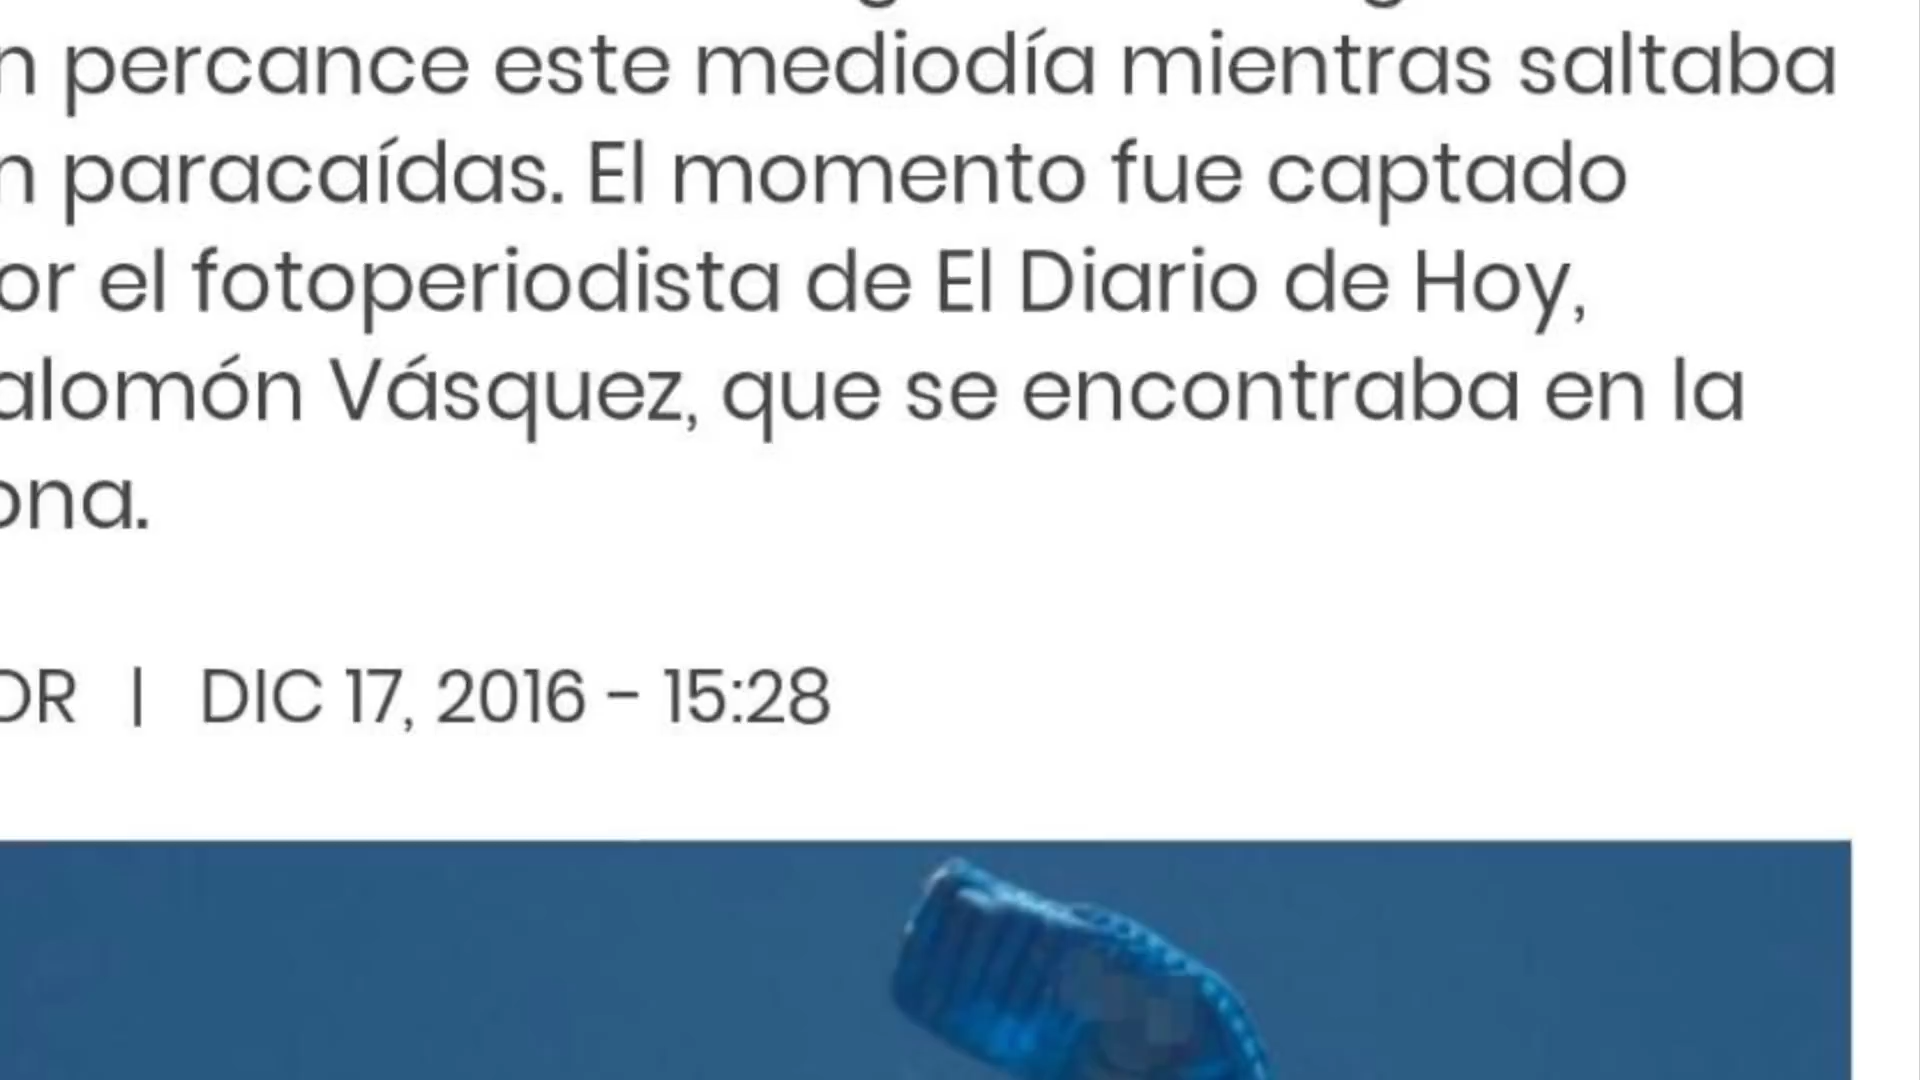 n percance este mediodía mientras saltaba
n paracaídas. El momento fue captado
or el fotoperiodista de El Diario de Hoy,
alomón Vásquez, que se encontraba en la
ona.
OR | DIC 17, 2016 - 15:28